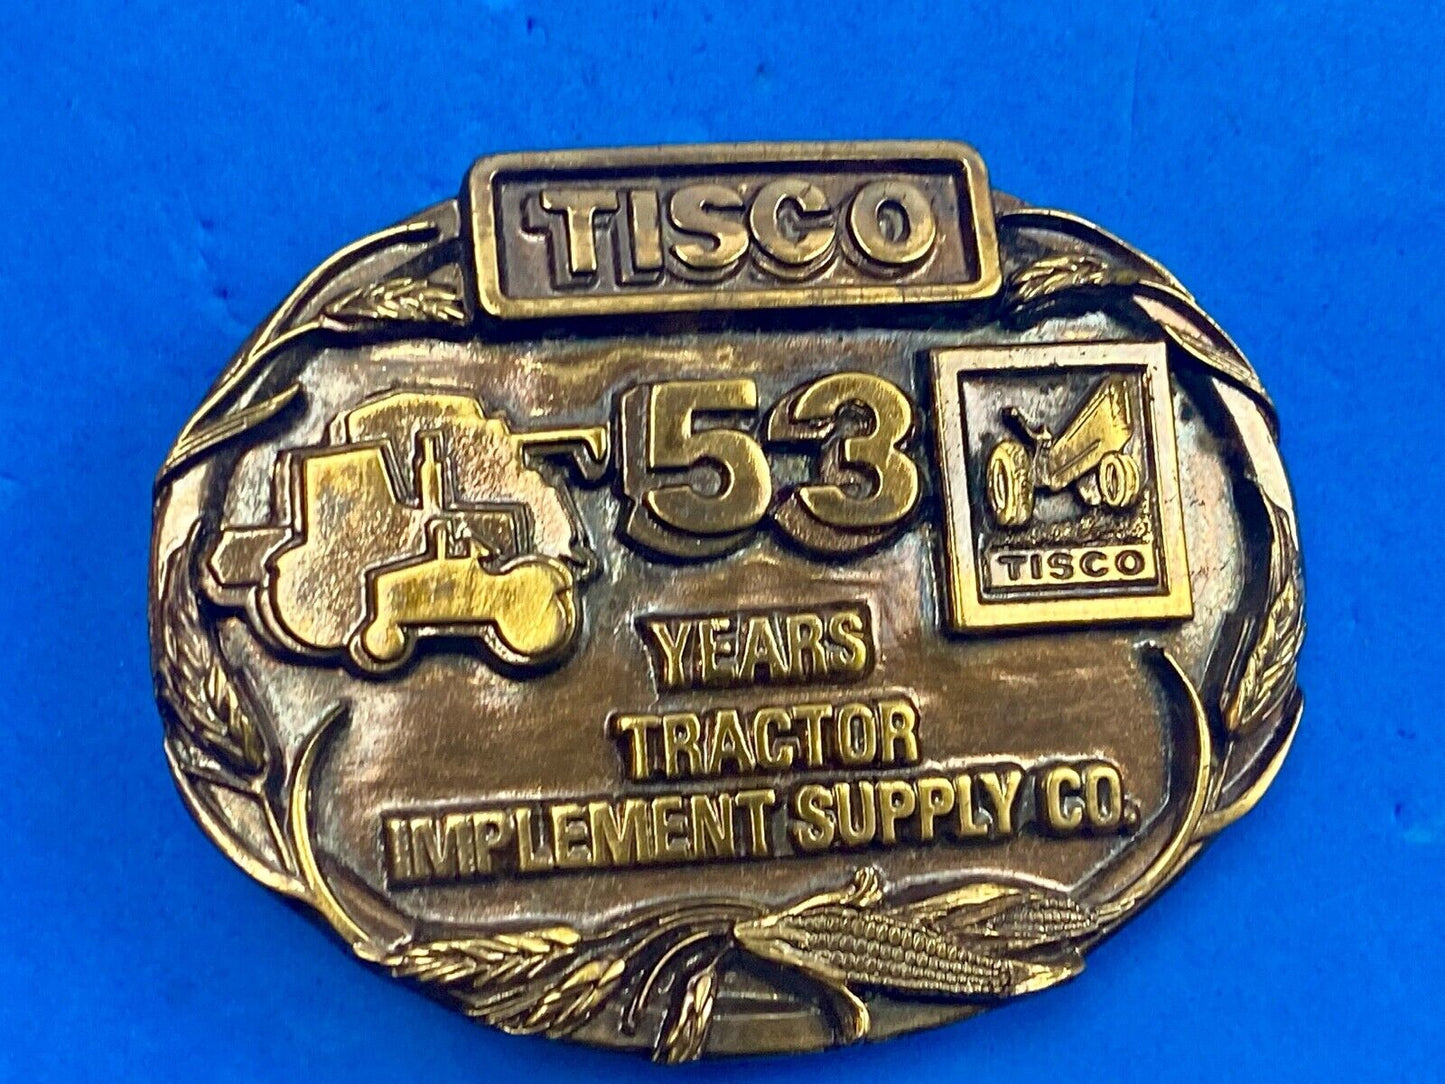 TISCO
53
TISCO
YEARS
TRACTOR
IMPLEMENT SUPPLY CO.